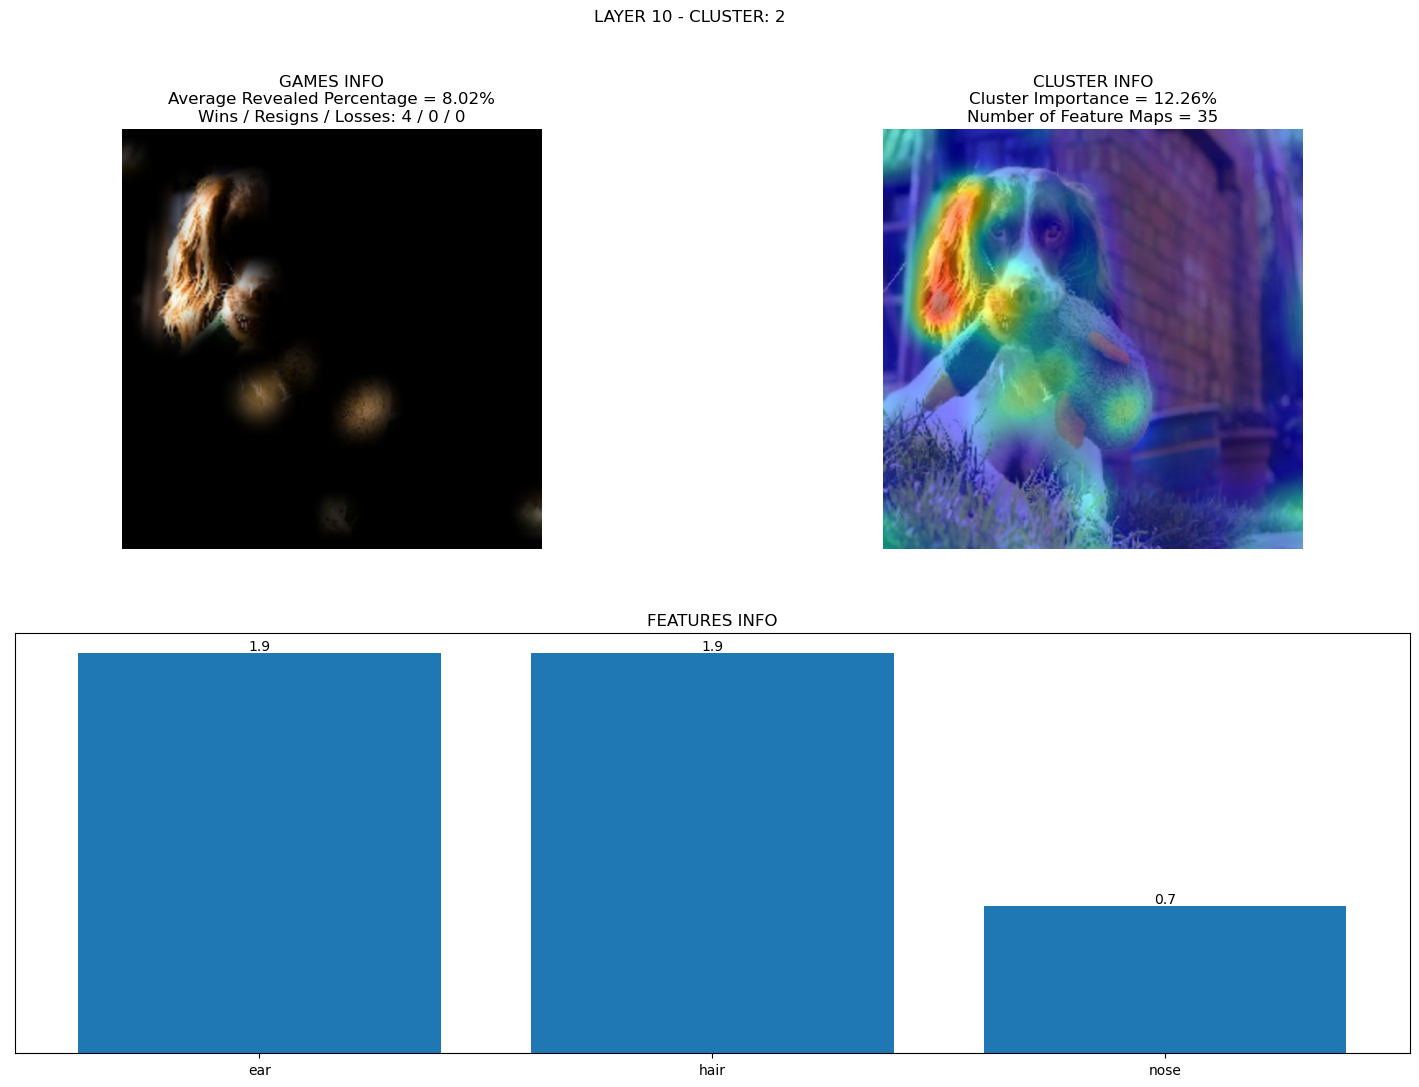 LAYER 10 - CLUSTER: 2
GAMES INFO
Average Revealed Percentage = 8.02%
Wins / Resigns / Losses: 4 / 0 / 0
CLUSTER INFO
Cluster Importance = 12.26%
Number of Feature Maps = 35
FEATURES INFO
1.9
1.9
0.7
ear
hair
nose